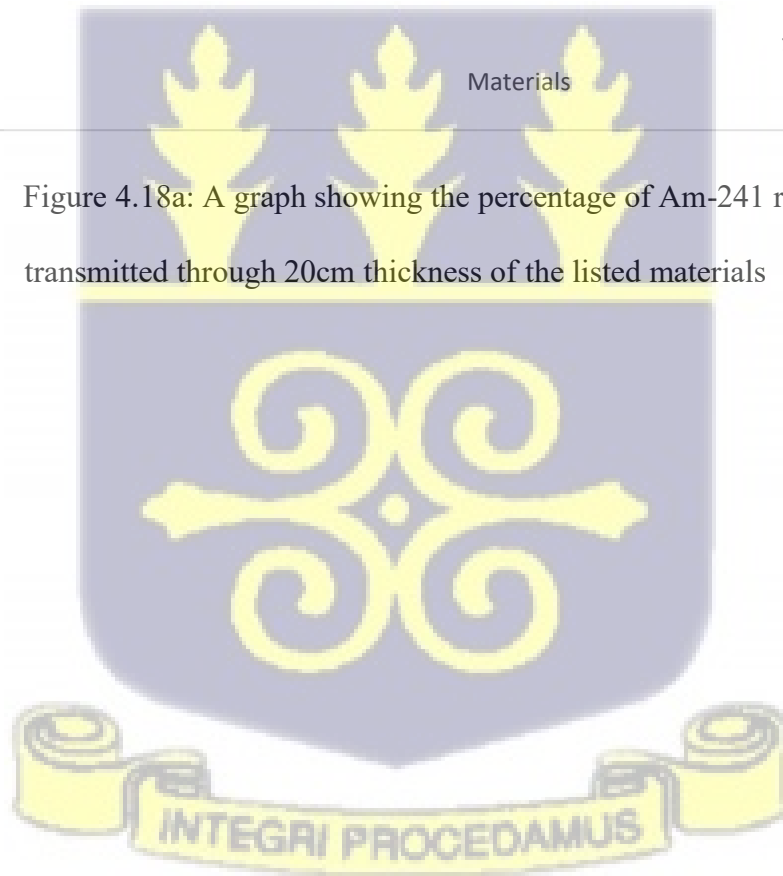 Materials
Figure 4.18a: A graph showing the percentage of Am-241
transmitted through 20cm thickness of the listed materials
INTEGRI PROCEDAMUS